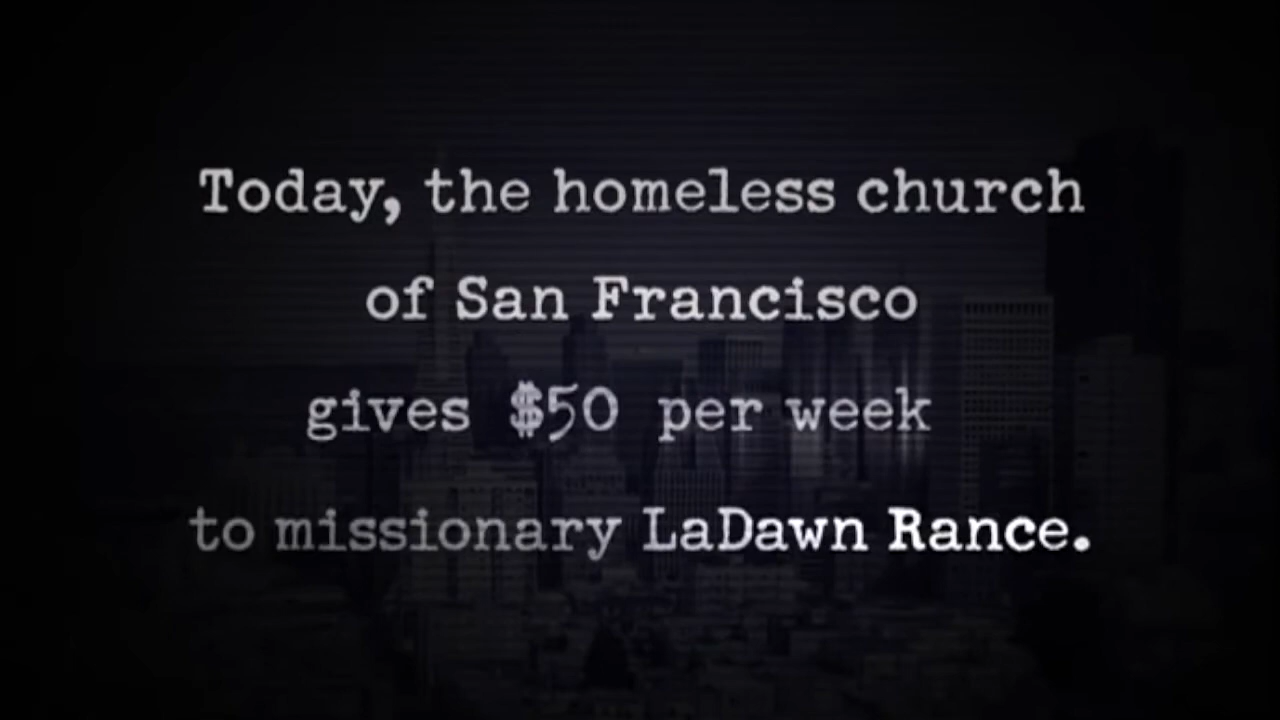 Today, the homeless church
of San Francisco
gives $50 per week
to missionary LaDawn Rance.